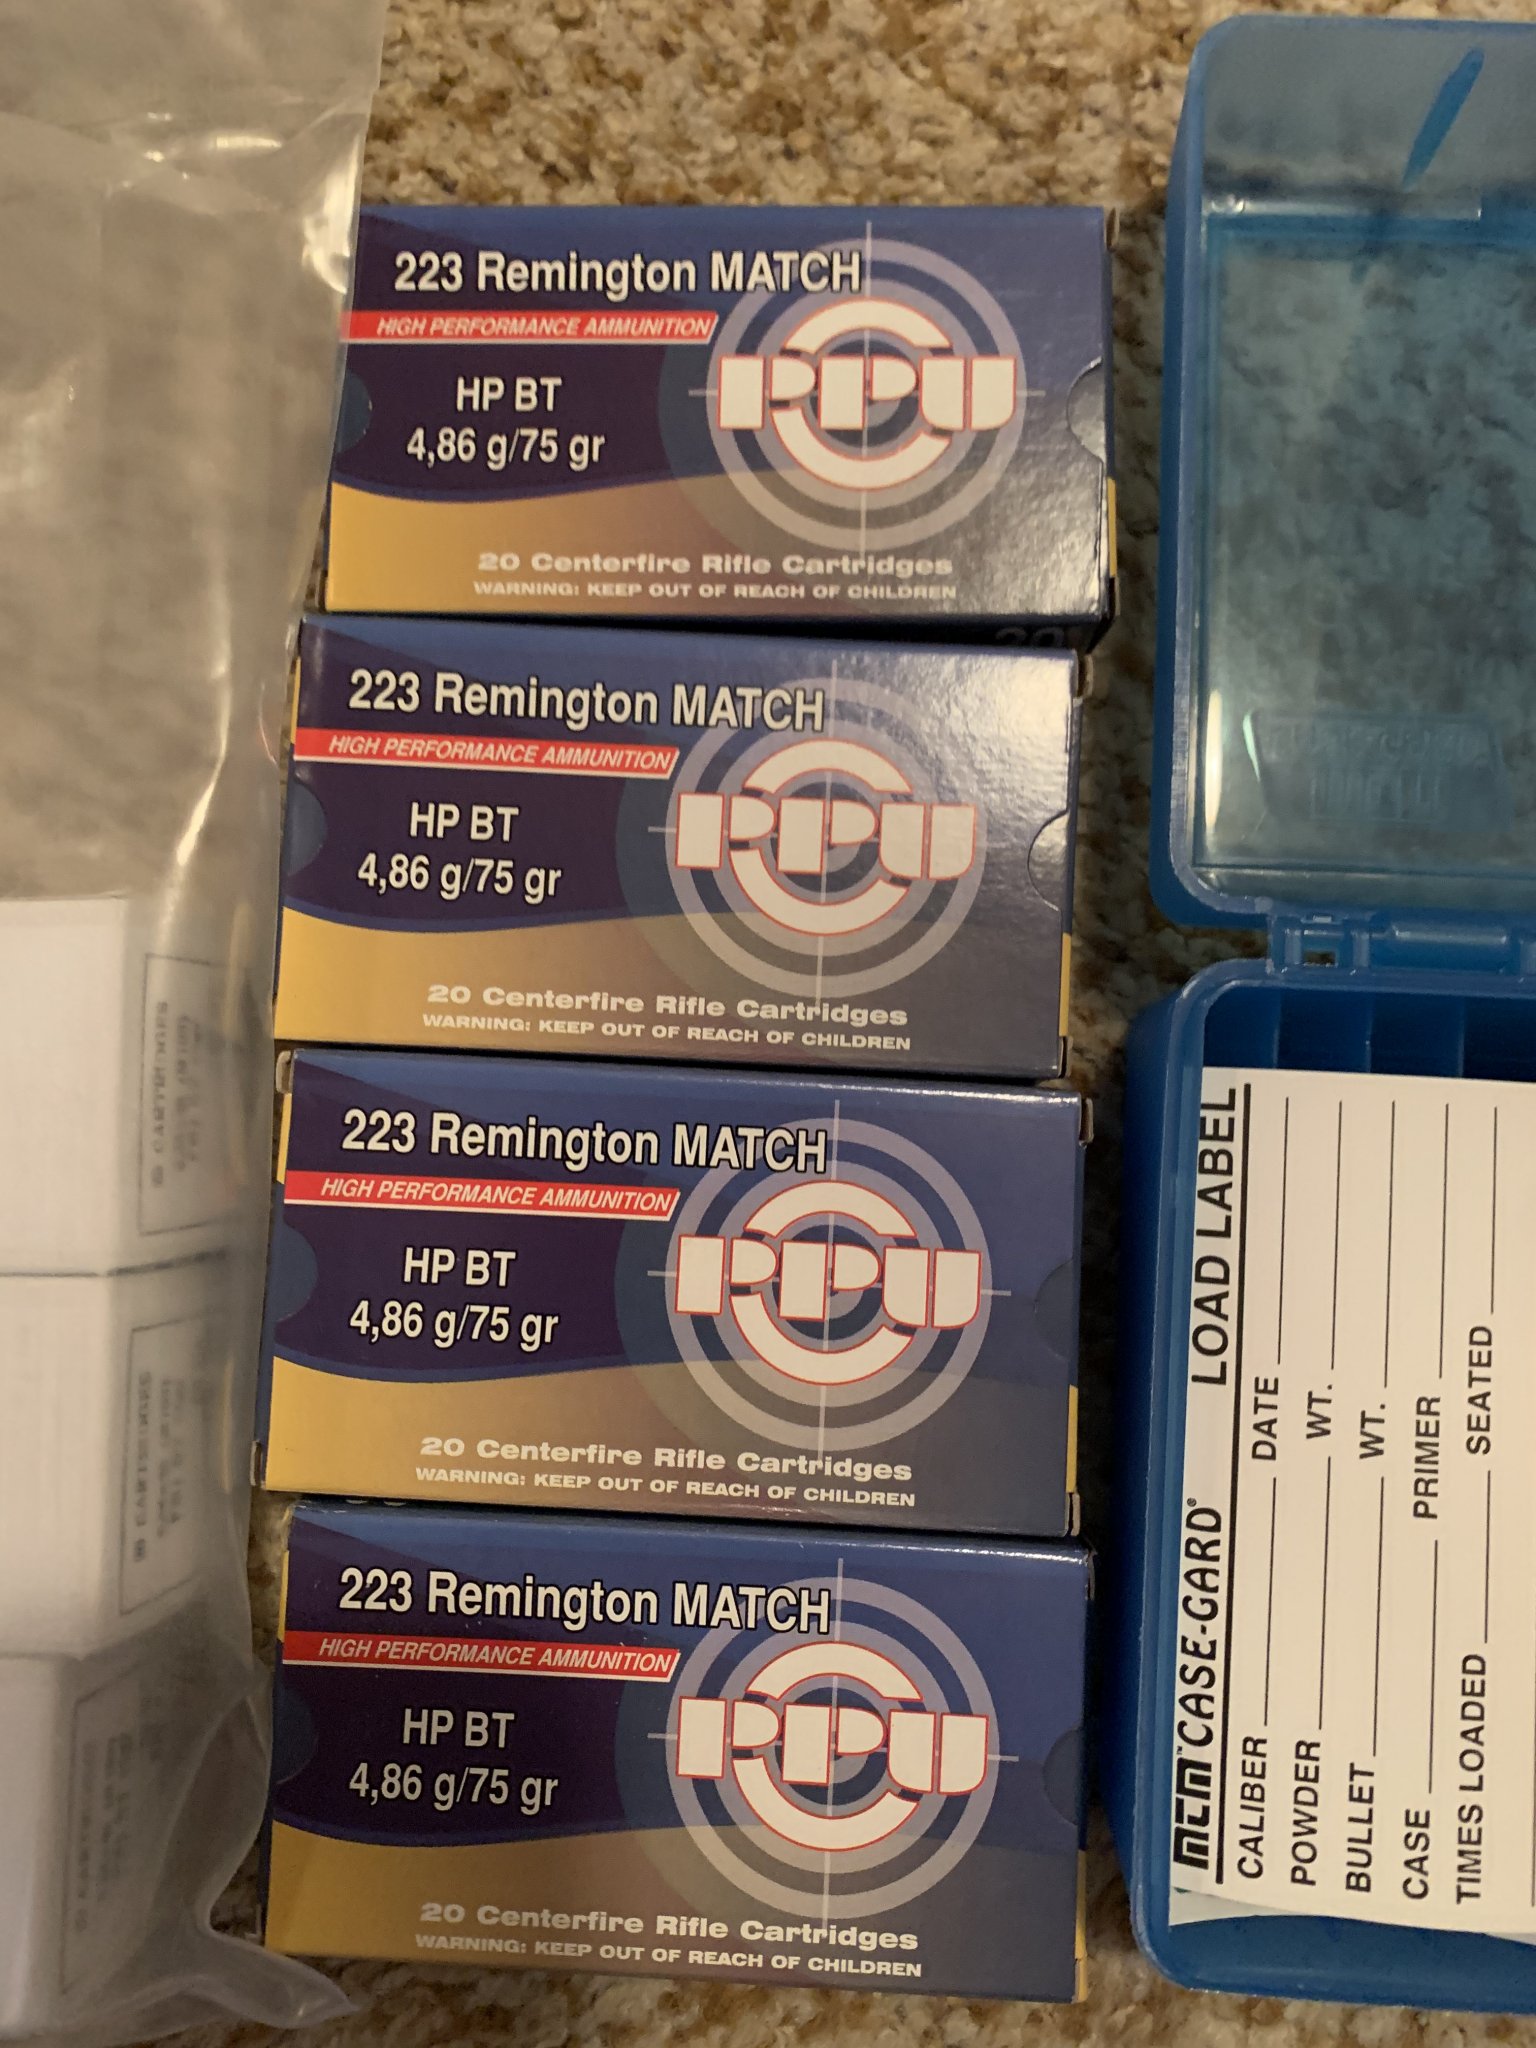 223 Remington MATCH
HIGH PERFORMANCE AMMUNITION
HP BT
4,86 g/75 gr
PPU
20 Centerfire Rifle Cartridges
WARNING: KEEP OUT OF REACH OF CHILDREN
223 Remington MATCH
HIGH PERFORMANCE AMMUNITION
HP BT
4,86 g/75 gr
PPU
20 Centerfire Rifle Cartridges
WARNING: KEEP OUT OF REACH OF CHILDREN
223 Remington MATCH
HIGH PERFORMANCE AMMUNITION
HP BT
4,86 g/75 gr
PPU
20 Centerfire Rifle Cartridges
WARNING: KEEP OUT OF REACH OF CHILDREN
223 Remington MATCH
HIGH PERFORMANCE AMMUNITION
HP BT
4,86 g/75 gr
PPU
20 Centerfire Rifle Cartridges
WARNING: KEEP OUT OF REACH OF CHILDREN
MTM™ CASE-GARD® LOAD LABEL
CALIBER DATE
POWDER WT.
BULLET WT.
CASE PRIMER
TIMES LOADED SEATED